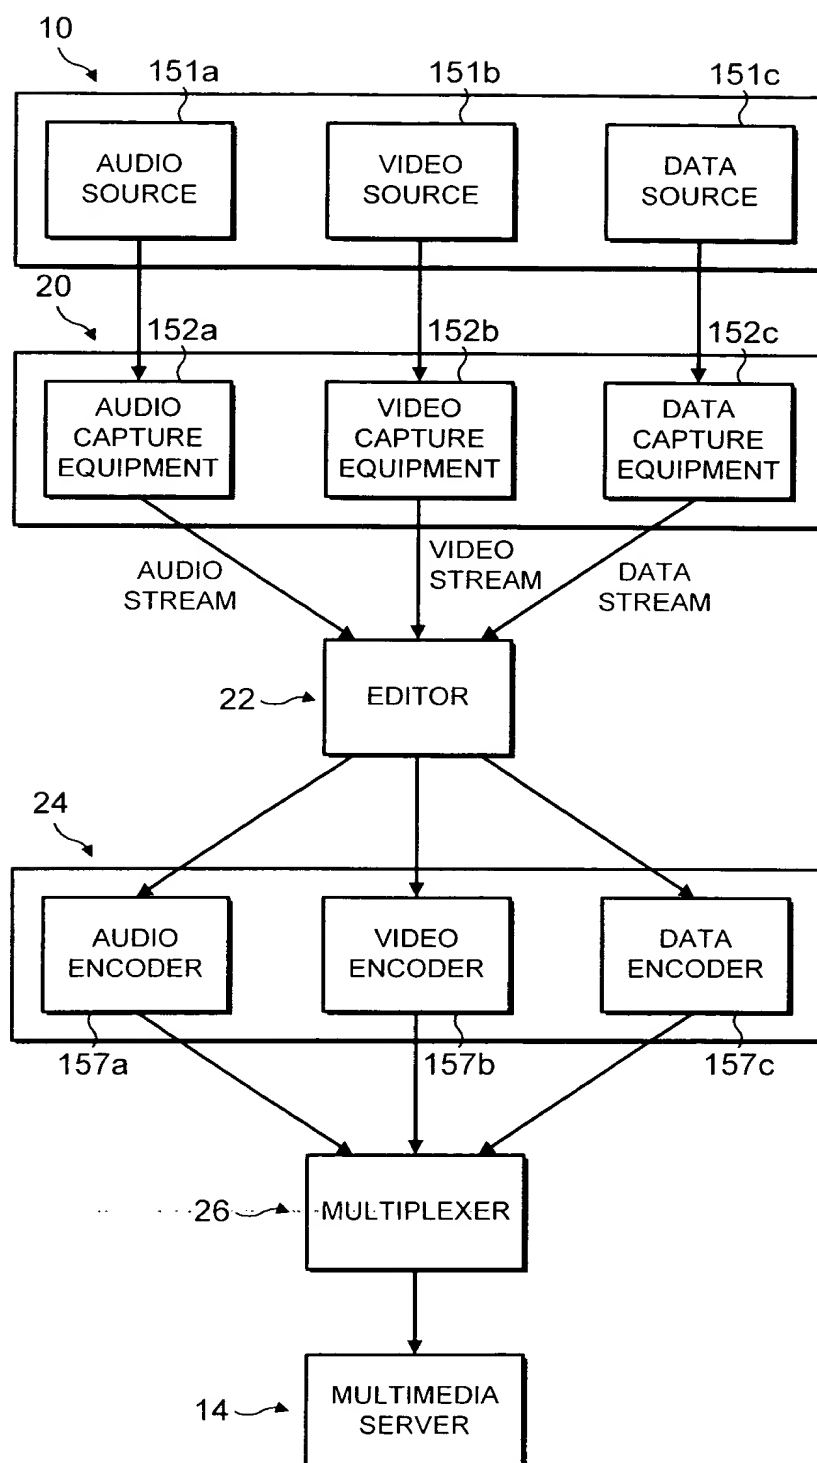 10
151a
151b
151c
AUDIO
SOURCE
VIDEO
SOURCE
DATA
SOURCE
20
152a
152b
152c
AUDIO
CAPTURE
EQUIPMENT
VIDEO
CAPTURE
EQUIPMENT
DATA
CAPTURE
EQUIPMENT
AUDIO
STREAM
VIDEO
STREAM
DATA
STREAM
22
EDITOR
24
AUDIO
ENCODER
VIDEO
ENCODER
DATA
ENCODER
157a
157b
157c
26
MULTIPLEXER
14
MULTIMEDIA
SERVER